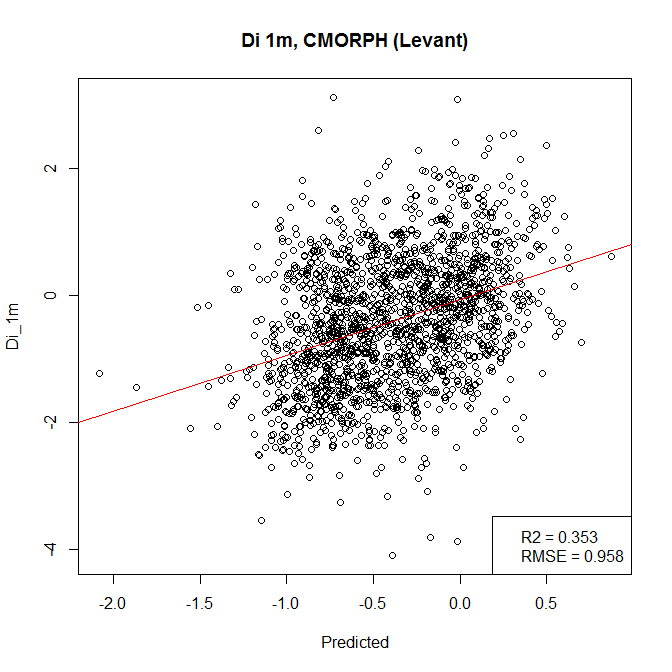 Di 1m, CMORPH (Levant)
Di_1m
2
0
-2
-4
R2 = 0.353
RMSE = 0.958
-2.0 -1.5 -1.0 -0.5 0.0 0.5
Predicted